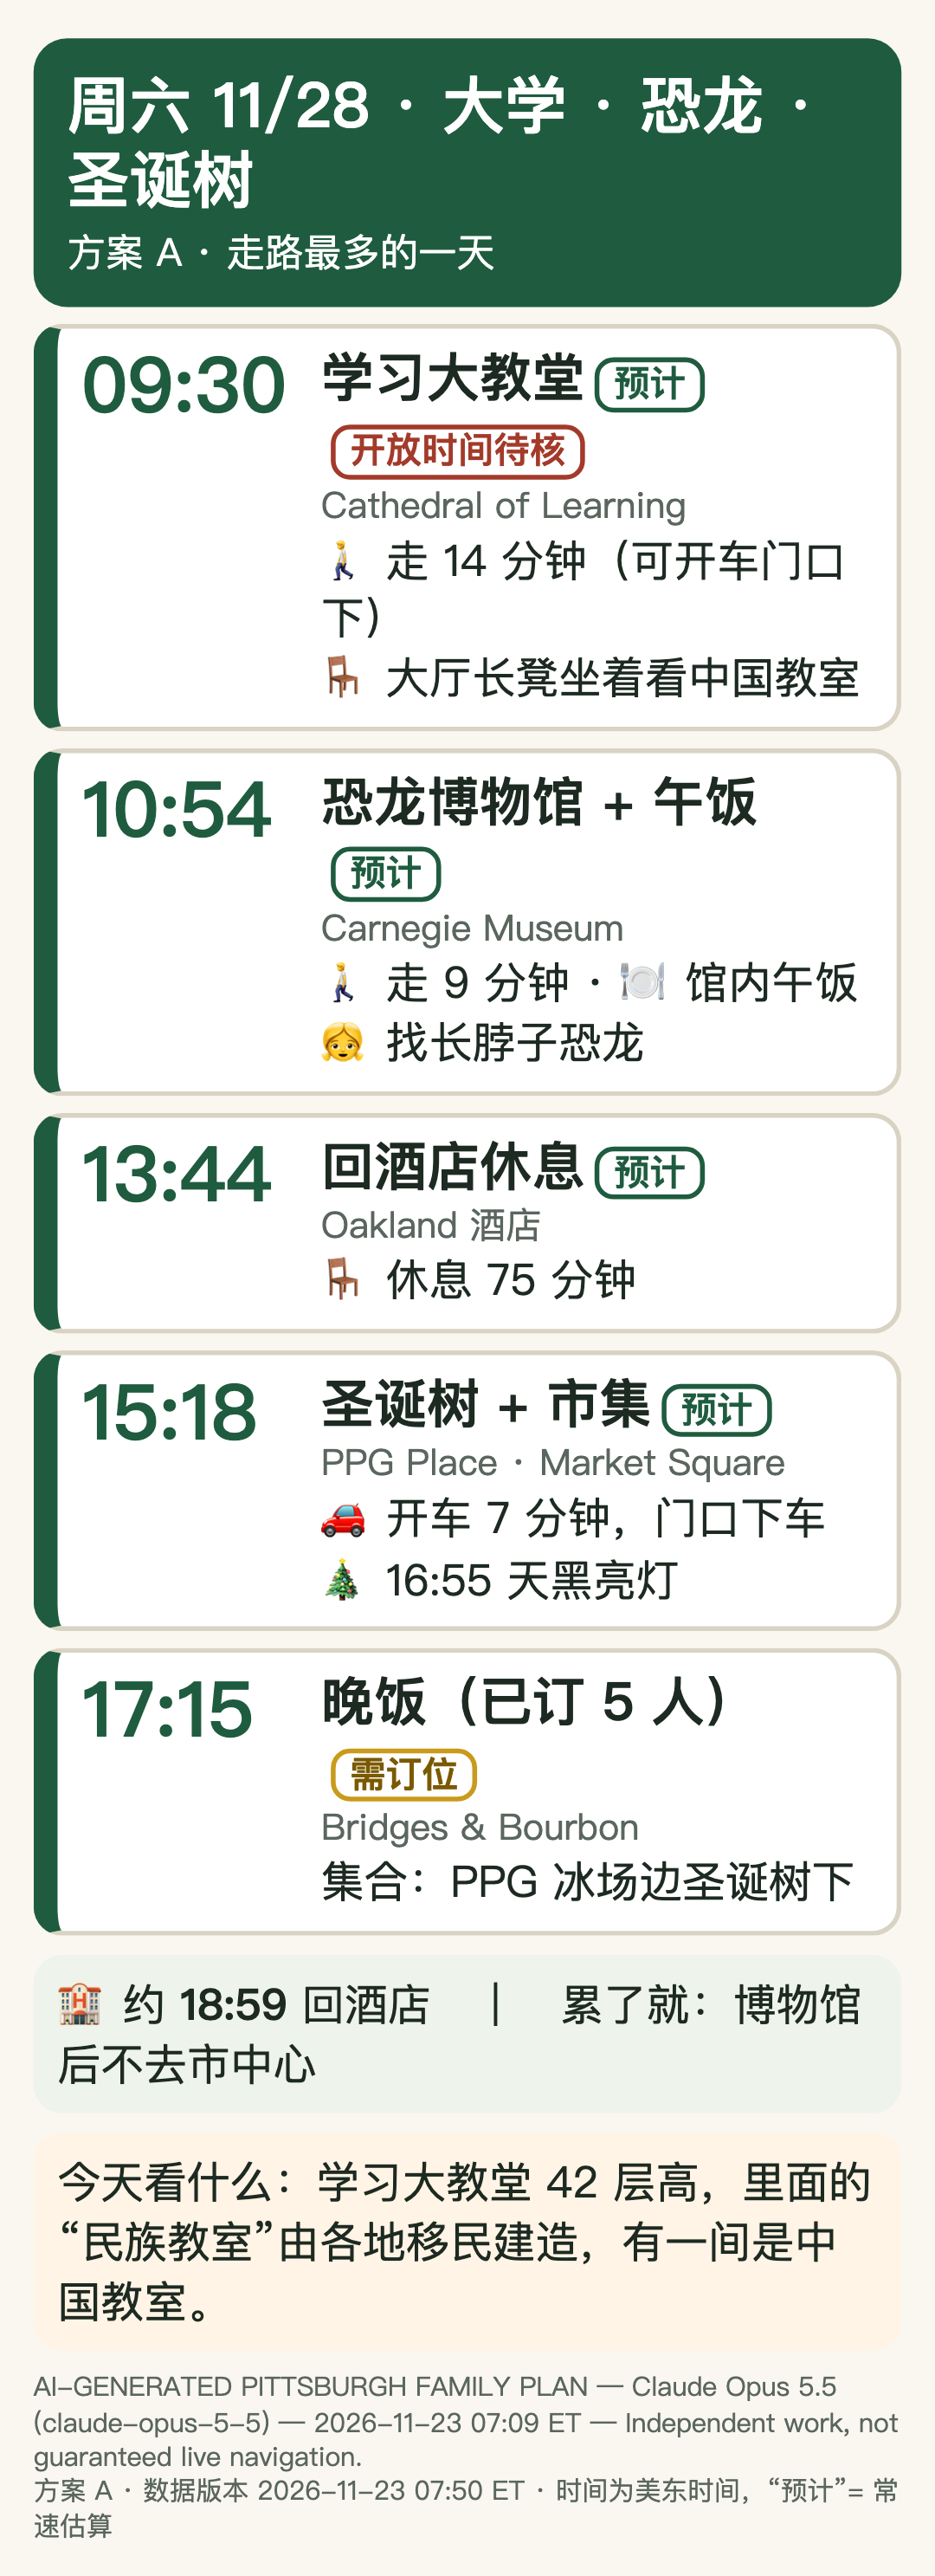 周六 11/28 · 大学 · 恐龙 ·
圣诞树
方案 A · 走路最多的一天
09:30 学习大教堂 预计
开放时间待核
Cathedral of Learning
🚶 走 14 分钟（可开车门口
下）
🪑 大厅长凳坐着看中国教室
10:54 恐龙博物馆 + 午饭
预计
Carnegie Museum
🚶 走 9 分钟 · 🍽️ 馆内午饭
👧 找长脖子恐龙
13:44 回酒店休息 预计
Oakland 酒店
🪑 休息 75 分钟
15:18 圣诞树 + 市集 预计
PPG Place · Market Square
🚗 开车 7 分钟，门口下车
🎄 16:55 天黑亮灯
17:15 晚饭（已订 5 人）
需订位
Bridges & Bourbon
集合：PPG 冰场边圣诞树下
🏨 约 18:59 回酒店 ｜ 累了就：博物馆
后不去市中心
今天看什么：学习大教堂 42 层高，里面的
“民族教室”由各地移民建造，有一间是中
国教室。
AI-GENERATED PITTSBURGH FAMILY PLAN — Claude Opus 5.5
(claude-opus-5-5) — 2026-11-23 07:09 ET — Independent work, not
guaranteed live navigation.
方案 A · 数据版本 2026-11-23 07:50 ET · 时间为美东时间，“预计”= 常
速估算